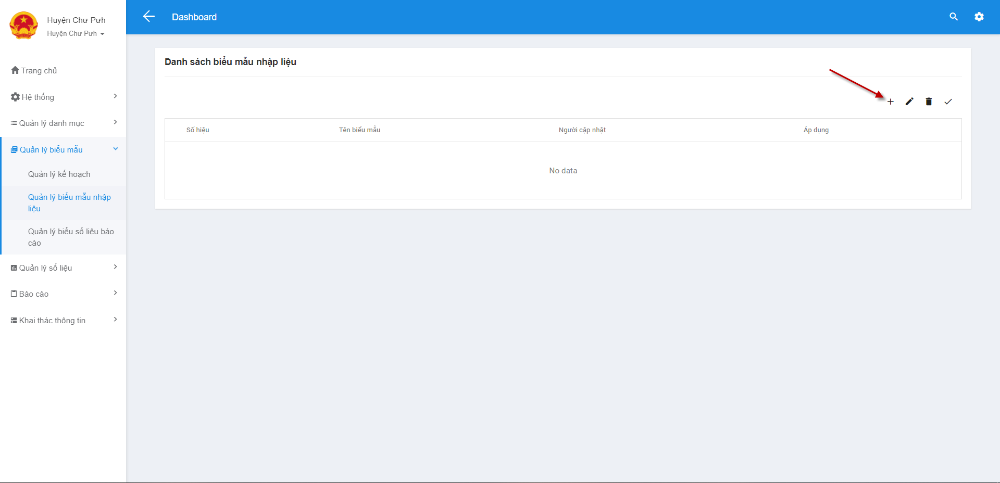 Huyện Chư Pưh
Huyện Chư Pưh
Trang chủ
Hệ thống
Quản lý danh mục
Quản lý biểu mẫu
Quản lý kế hoạch
Quản lý biểu mẫu nhập
liệu
Quản lý biểu số liệu báo
cáo
Quản lý số liệu
Báo cáo
Khai thác thông tin
Dashboard
Danh sách biểu mẫu nhập liệu
Số hiệu Tên biểu mẫu Người cập nhật Áp dụng
No data